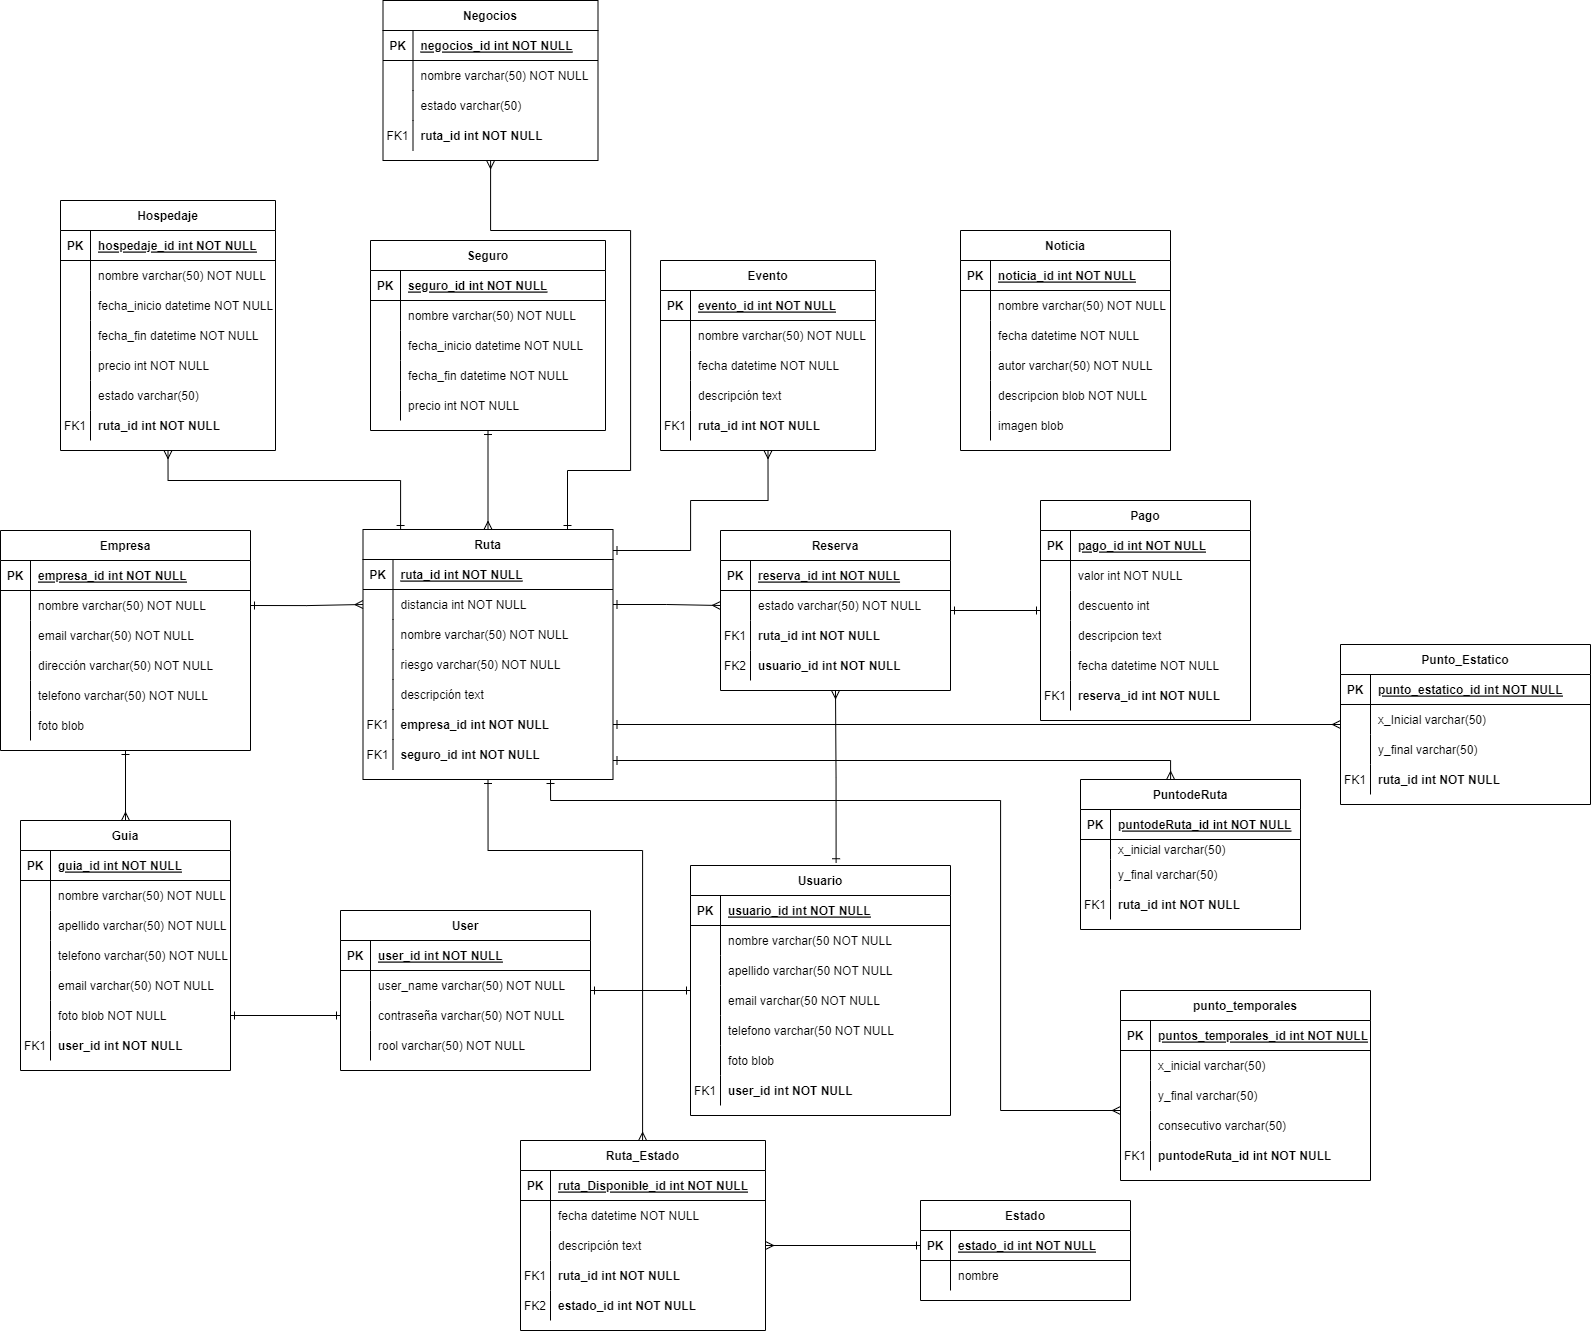 Negocios
PK negocios_id int NOT NULL
nombre varchar(50) NOT NULL
estado varchar(50)
FK1 ruta_id int NOT NULL
Hospedaje
PK hospedaje_id int NOT NULL
nombre varchar(50) NOT NULL
fecha_inicio datetime NOT NULL
fecha_fin datetime NOT NULL
precio int NOT NULL
estado varchar(50)
FK1 ruta_id int NOT NULL
Seguro
PK seguro_id int NOT NULL
nombre varchar(50) NOT NULL
fecha_inicio datetime NOT NULL
fecha_fin datetime NOT NULL
precio int NOT NULL
Evento
PK evento_id int NOT NULL
nombre varchar(50) NOT NULL
fecha datetime NOT NULL
descripción text
FK1 ruta_id int NOT NULL
Noticia
PK noticia_id int NOT NULL
nombre varchar(50) NOT NULL
fecha datetime NOT NULL
autor varchar(50) NOT NULL
descripcion blob NOT NULL
imagen blob
Empresa
PK empresa_id int NOT NULL
nombre varchar(50) NOT NULL
email varchar(50) NOT NULL
dirección varchar(50) NOT NULL
telefono varchar(50) NOT NULL
foto blob
Ruta
PK ruta_id int NOT NULL
distancia int NOT NULL
nombre varchar(50) NOT NULL
riesgo varchar(50) NOT NULL
descripción text
FK1 empresa_id int NOT NULL
FK1 seguro_id int NOT NULL
Reserva
PK reserva_id int NOT NULL
estado varchar(50) NOT NULL
FK1 ruta_id int NOT NULL
FK2 usuario_id int NOT NULL
Pago
PK pago_id int NOT NULL
valor int NOT NULL
descuento int
descripcion text
fecha datetime NOT NULL
FK1 reserva_id int NOT NULL
Punto_Estatico
PK punto_estatico_id int NOT NULL
x_Inicial varchar(50)
y_final varchar(50)
FK1 ruta_id int NOT NULL
PuntodeRuta
PK puntodeRuta_id int NOT NULL
x_inicial varchar(50)
y_final varchar(50)
FK1 ruta_id int NOT NULL
Guia
PK guia_id int NOT NULL
nombre varchar(50) NOT NULL
apellido varchar(50) NOT NULL
telefono varchar(50) NOT NULL
email varchar(50) NOT NULL
foto blob NOT NULL
FK1 user_id int NOT NULL
User
PK user_id int NOT NULL
user_name varchar(50) NOT NULL
contraseña varchar(50) NOT NULL
rool varchar(50) NOT NULL
Usuario
PK usuario_id int NOT NULL
nombre varchar(50 NOT NULL
apellido varchar(50 NOT NULL
email varchar(50 NOT NULL
telefono varchar(50 NOT NULL
foto blob
FK1 user_id int NOT NULL
punto_temporales
PK puntos_temporales_id int NOT NULL
x_inicial varchar(50)
y_final varchar(50)
consecutivo varchar(50)
FK1 puntodeRuta_id int NOT NULL
Ruta_Estado
PK ruta_Disponible_id int NOT NULL
fecha datetime NOT NULL
descripción text
FK1 ruta_id int NOT NULL
FK2 estado_id int NOT NULL
Estado
PK estado_id int NOT NULL
nombre